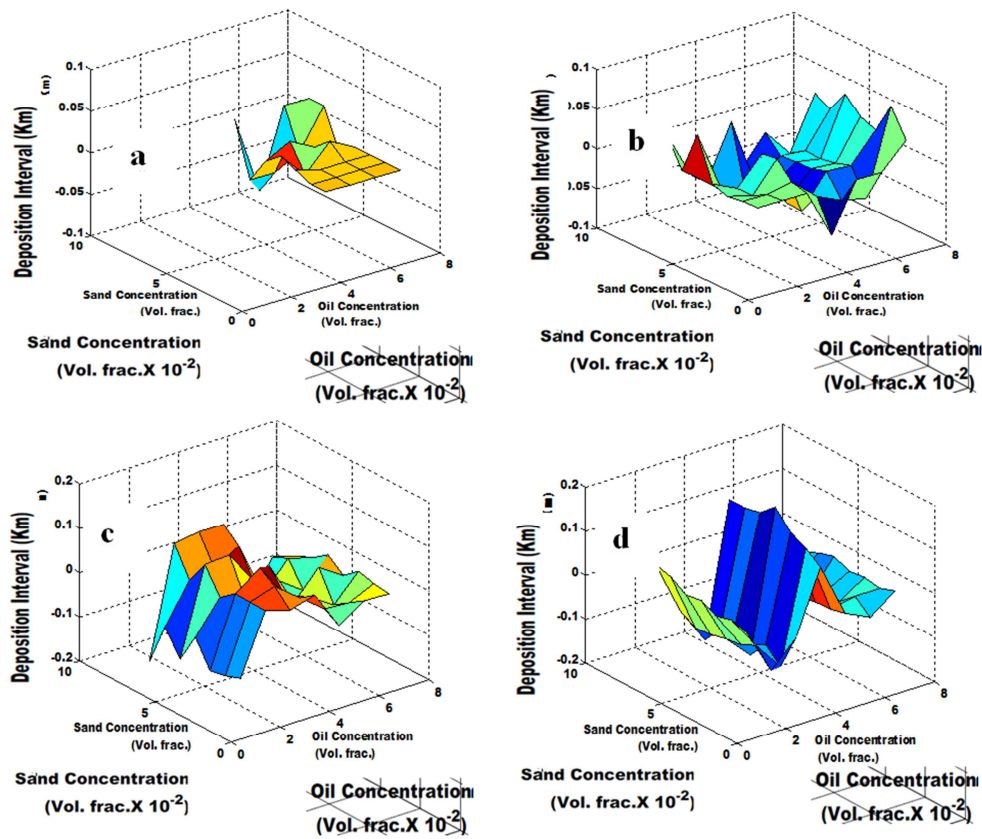 Deposition Interval (Km)
0.1
0.05
0
-0.05
-0.1
a
10
5
0
0
2
4
6
8
Sand Concentration
(Vol. frac.)
Oil Concentration
(Vol. frac.)
Sand Concentration
(Vol. frac.X 10⁻²)
Oil Concentration
(Vol. frac.X 10⁻²)
Deposition Interval (Km)
0.1
0.05
0
0.05
-0.1
b
10
5
0
0
2
4
6
8
Sand Concentration
(Vol. frac.)
Oil Concentration
(Vol. frac.)
Sand Concentration
(Vol. frac.X 10⁻²)
Oil Concentration
(Vol. frac.X 10⁻²)
Deposition Interval (Km)
0.2
0.1
0
-0.1
-0.2
c
10
5
0
0
2
4
6
8
Sand Concentration
(Vol. frac.)
Oil Concentration
(Vol. frac.)
Sand Concentration
(Vol. frac.X 10⁻²)
Oil Concentration
(Vol. frac.X 10⁻²)
Deposition Interval (Km)
0.2
0.1
0
-0.1
-0.2
d
10
5
0
0
2
4
6
8
Sand Concentration
(Vol. frac.)
Oil Concentration
(Vol. frac.)
Sand Concentration
(Vol. frac.X 10⁻²)
Oil Concentration
(Vol. frac.X 10⁻²)